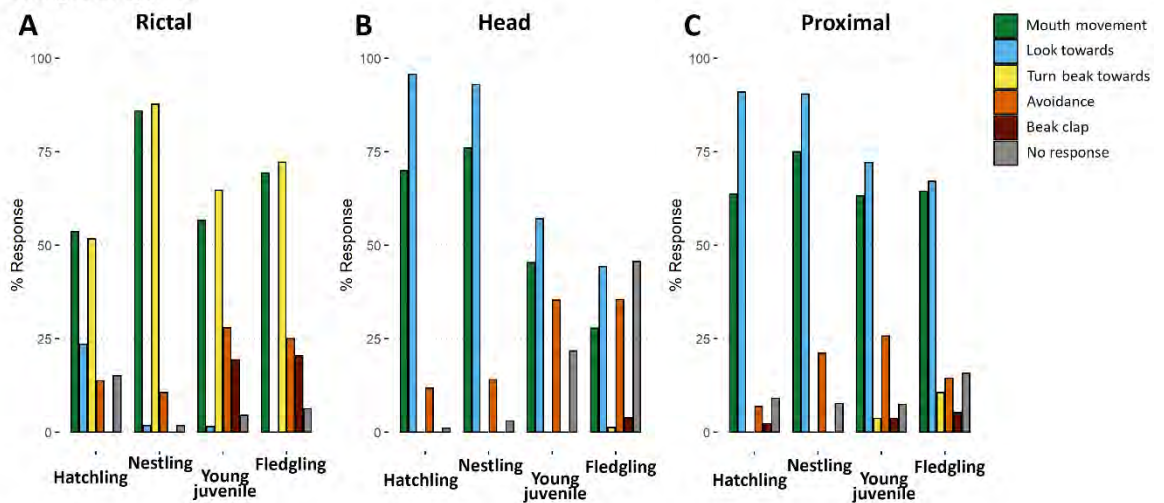 A Rictal
B Head
C Proximal
Mouth movement
Look towards
Turn beak towards
Avoidance
Beak clap
No response
% Response
100
75
50
25
0
Hatchling
Nestling
Young
juvenile
Fledgling
% Response
100
75
50
25
0
Hatchling
Nestling
Young
juvenile
Fledgling
% Response
100
75
50
25
0
Hatchling
Nestling
Young
juvenile
Fledgling